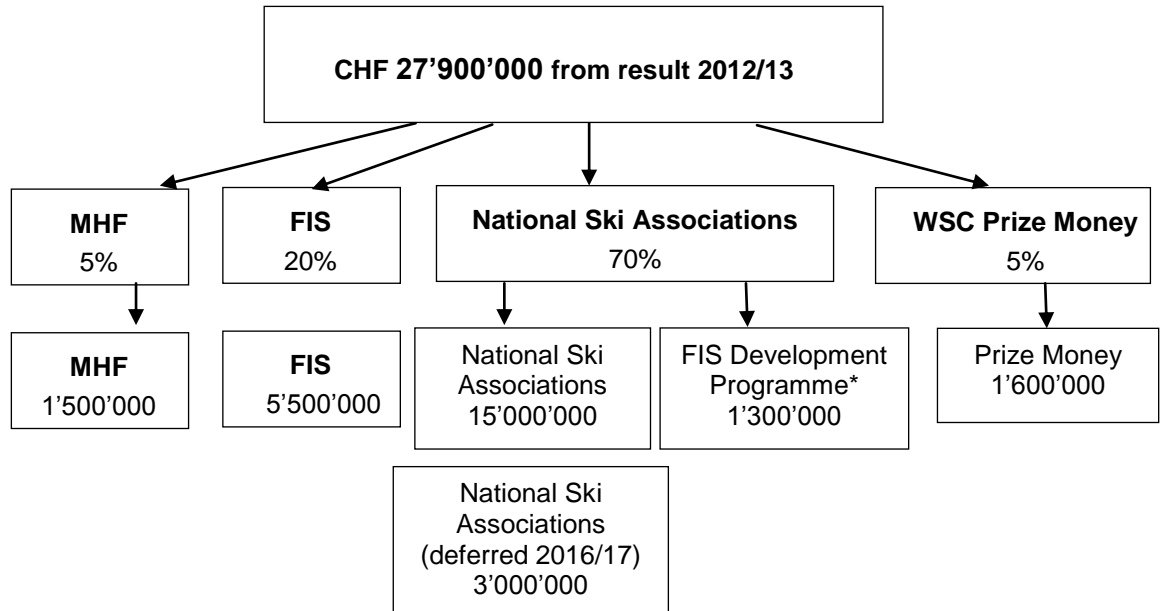 CHF 27’900’000 from result 2012/13
MHF
5%
FIS
20%
National Ski Associations
70%
WSC Prize Money
5%
MHF
1’500’000
FIS
5’500’000
National Ski
Associations
15’000’000
FIS Development
Programme*
1’300’000
Prize Money
1’600’000
National Ski
Associations
(deferred 2016/17)
3’000’000